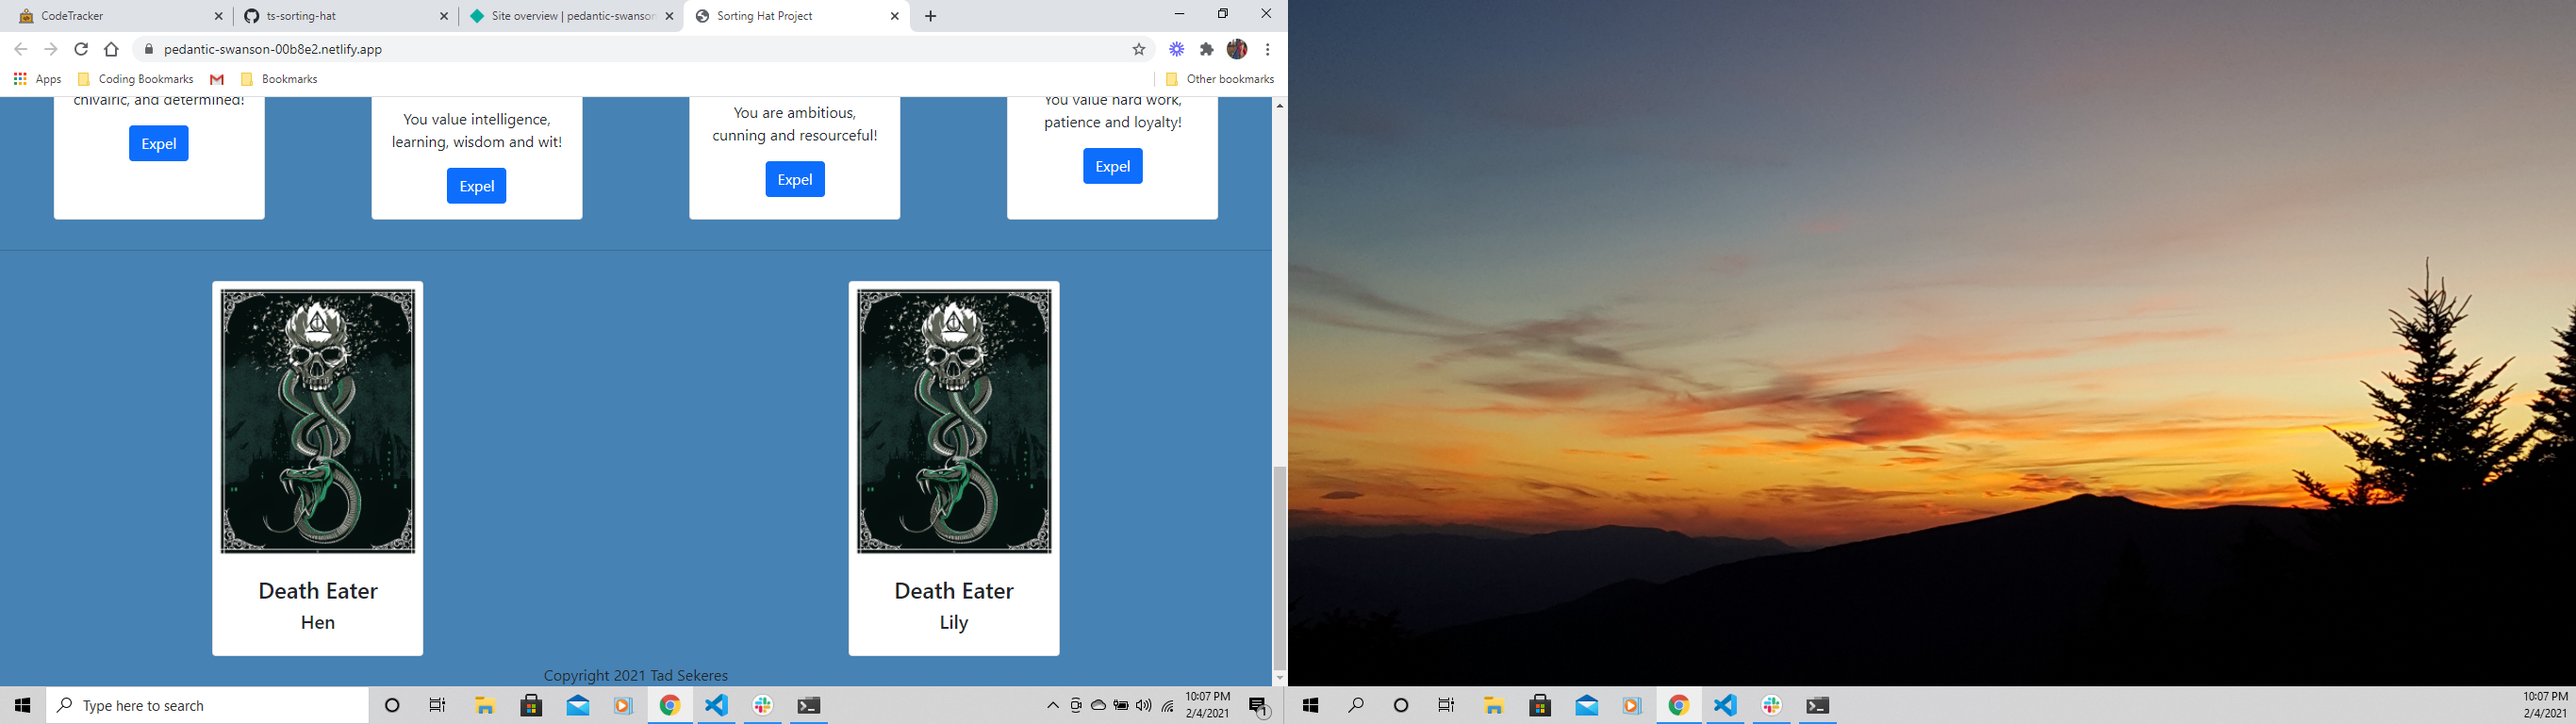 CodeTracker
ts-sorting-hat
Site overview | pedantic-swanson
Sorting Hat Project
pedantic-swanson-00b8e2.netlify.app
Apps
Coding Bookmarks
Bookmarks
Other bookmarks
chivalric, and determined!
Expel
You value intelligence,
learning, wisdom and wit!
Expel
You are ambitious,
cunning and resourceful!
Expel
You value hard work,
patience and loyalty!
Expel
Death Eater
Hen
Death Eater
Lily
Copyright 2021 Tad Sekeres
Type here to search
10:07 PM
2/4/2021
1
10:07 PM
2/4/2021